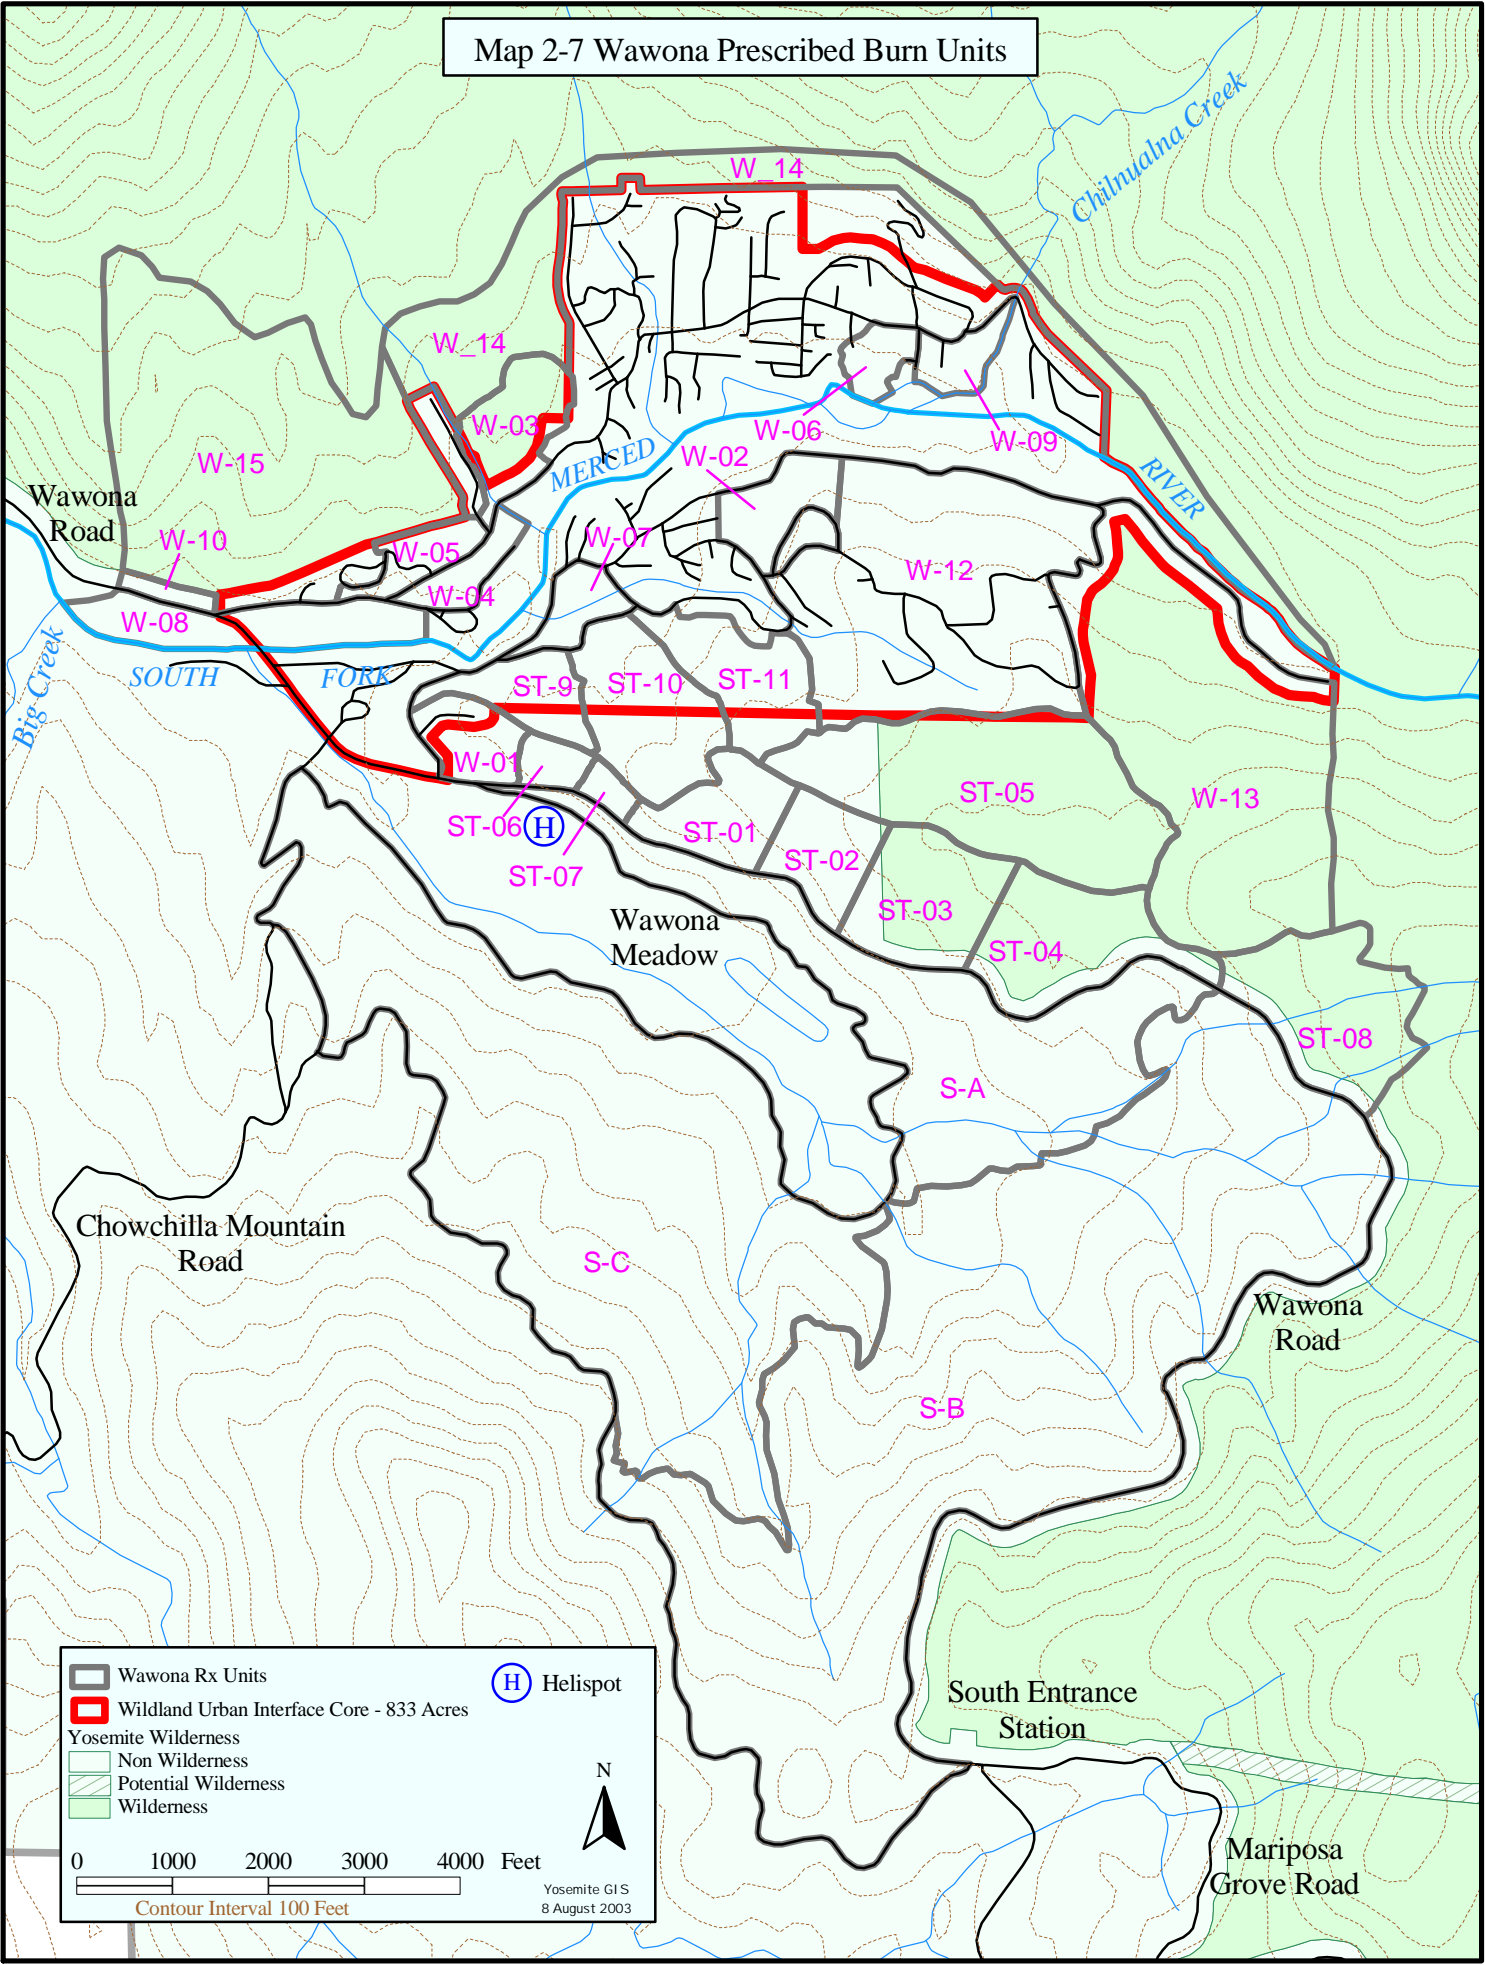 Map 2-7 Wawona Prescribed Burn Units
Chilnualna Creek
W_14
W_14
W-03
W-15
MERCED
W-06
W-09
W-02
RIVER
Wawona
Road
W-10
W-05
W-07
W-12
W-04
W-08
Big Creek
SOUTH
FORK
ST-9
ST-10
ST-11
W-01
ST-05
W-13
ST-06
H
ST-01
ST-02
ST-07
ST-03
Wawona
Meadow
ST-04
ST-08
S-A
Chowchilla Mountain
Road
S-C
Wawona
Road
S-B
South Entrance
Station
Mariposa
Grove Road
Wawona Rx Units
H Helispot
Wildland Urban Interface Core - 833 Acres
Yosemite Wilderness
Non Wilderness
Potential Wilderness
Wilderness
N
0 1000 2000 3000 4000 Feet
Contour Interval 100 Feet
Yosemite GIS
8 August 2003